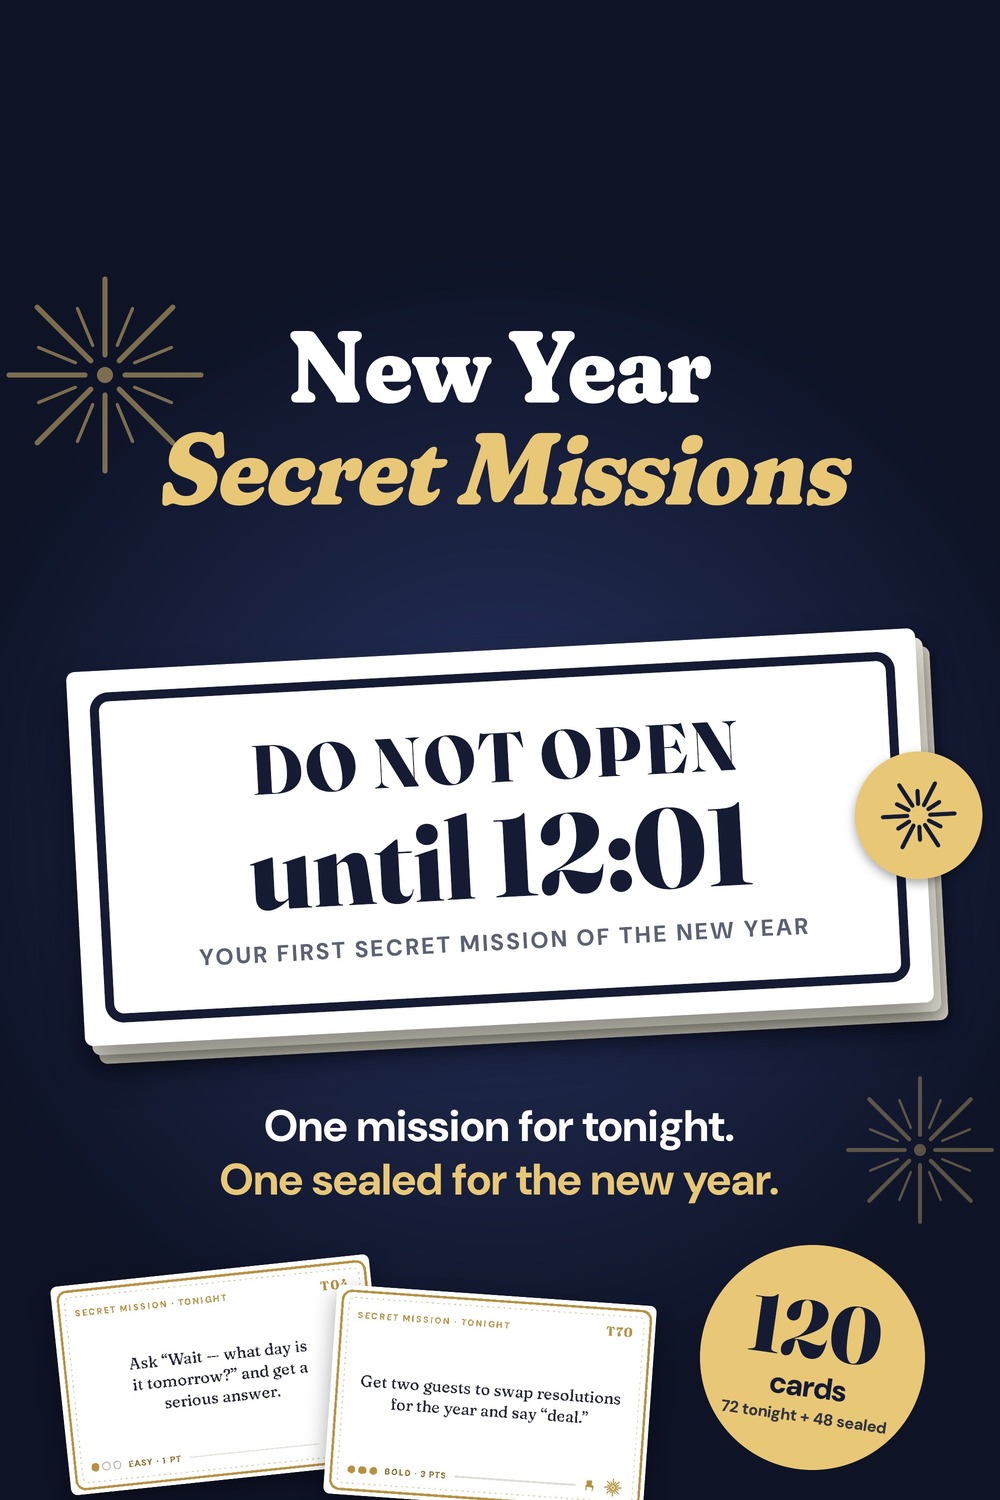 New Year
Secret Missions
DO NOT OPEN
until 12:01
YOUR FIRST SECRET MISSION OF THE NEW YEAR
One mission for tonight.
One sealed for the new year.
SECRET MISSION · TONIGHT
Ask “Wait — what day is
it tomorrow?” and get a
serious answer.
EASY · 1 PT
SECRET MISSION · TONIGHT
T70
Get two guests to swap resolutions
for the year and say “deal.”
BOLD · 3 PTS
120
cards
72 tonight + 48 sealed